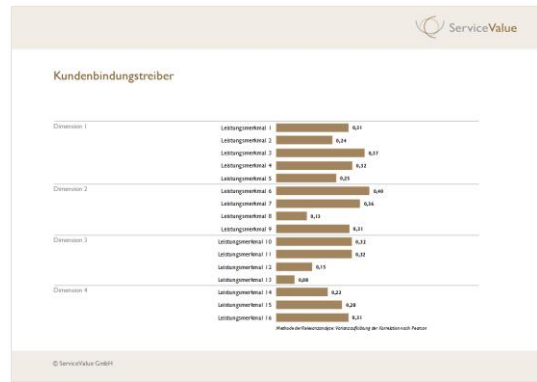 ServiceValue
Kundenbindungstreiber
Dimension 1
Leistungsmerkmal 1 0,31
Leistungsmerkmal 2 0,24
Leistungsmerkmal 3 0,37
Leistungsmerkmal 4 0,32
Leistungsmerkmal 5 0,25
Dimension 2
Leistungsmerkmal 6 0,40
Leistungsmerkmal 7 0,36
Leistungsmerkmal 8 0,13
Leistungsmerkmal 9 0,31
Dimension 3
Leistungsmerkmal 10 0,32
Leistungsmerkmal 11 0,32
Leistungsmerkmal 12 0,15
Leistungsmerkmal 13 0,08
Dimension 4
Leistungsmerkmal 14 0,22
Leistungsmerkmal 15 0,28
Leistungsmerkmal 16 0,31
Methode der Relevanzanalyse: Varianzaufklärung der Korrelation nach Pearson
© ServiceValue GmbH